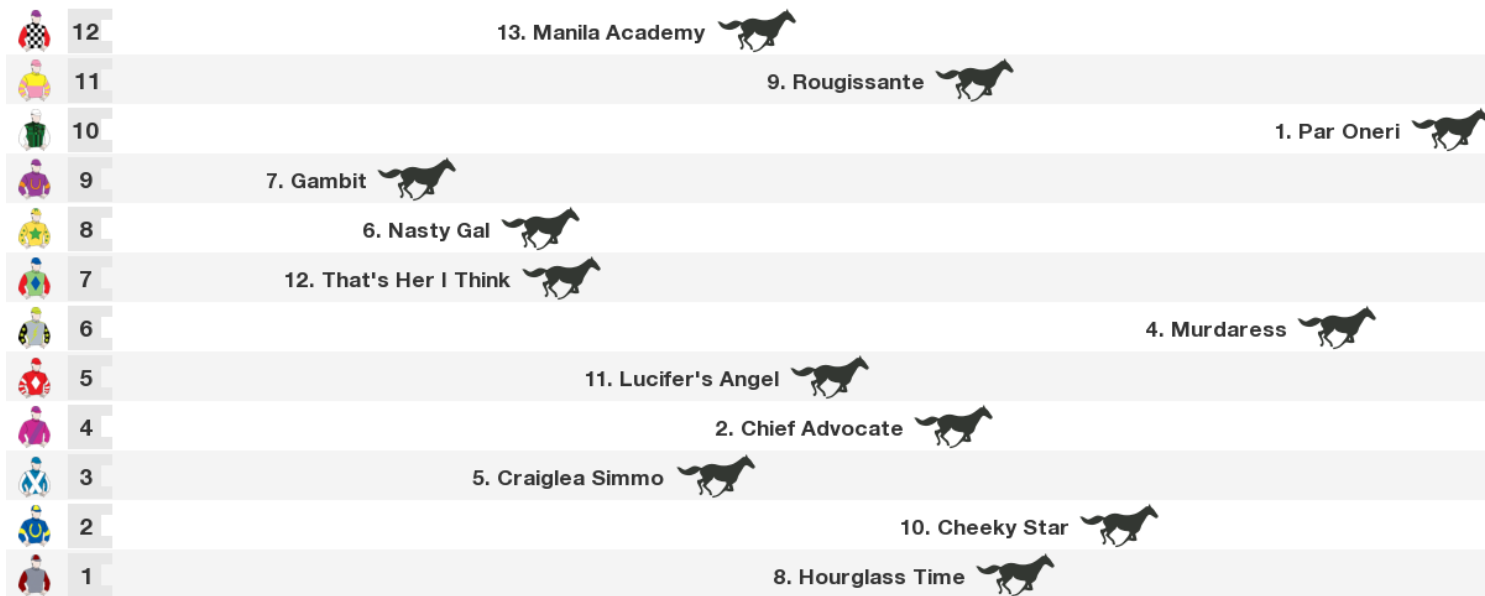 12 13. Manila Academy
11 9. Rougissante
10 1. Par Oneri
9 7. Gambit
8 6. Nasty Gal
7 12. That's Her I Think
6 4. Murdaress
5 11. Lucifer's Angel
4 2. Chief Advocate
3 5. Craiglea Simmo
2 10. Cheeky Star
1 8. Hourglass Time